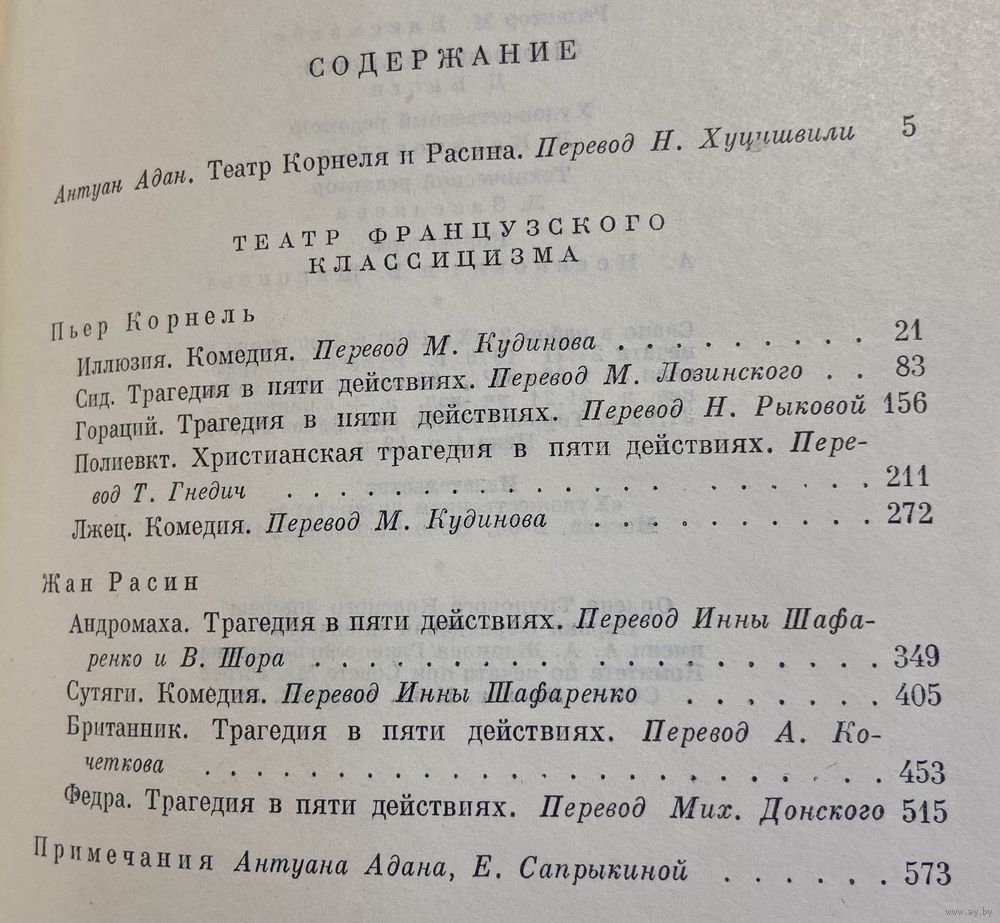 СОДЕРЖАНИЕ
Антуан Адан. Театр Корнеля и Расина. Перевод Н. Хуцишвили 5
ТЕАТР ФРАНЦУЗСКОГО
КЛАССИЦИЗМА
Пьер Корнель
Иллюзия. Комедия. Перевод М. Кудинова . . . . . . . . . . 21
Сид. Трагедия в пяти действиях. Перевод М. Лозинского . . 83
Гораций. Трагедия в пяти действиях. Перевод Н. Рыковой 156
Полиевкт. Христианская трагедия в пяти действиях. Пере-
вод Т. Гнедич . . . . . . . . . . . . . . . . . . . . . 211
Лжец. Комедия. Перевод М. Кудинова . . . . . . . . . . . 272
Жан Расин
Андромаха. Трагедия в пяти действиях. Перевод Инны Шафа-
ренко и В. Шора . . . . . . . . . . . . . . . . . . . . 349
Сутяги. Комедия. Перевод Инны Шафаренко . . . . . . . 405
Британник. Трагедия в пяти действиях. Перевод А. Ко-
четкова . . . . . . . . . . . . . . . . . . . . . . . . . 453
Федра. Трагедия в пяти действиях. Перевод Мих. Донского 515
Примечания Антуана Адана, Е. Сапрыкиной . . . . . . 573
www.ay.by